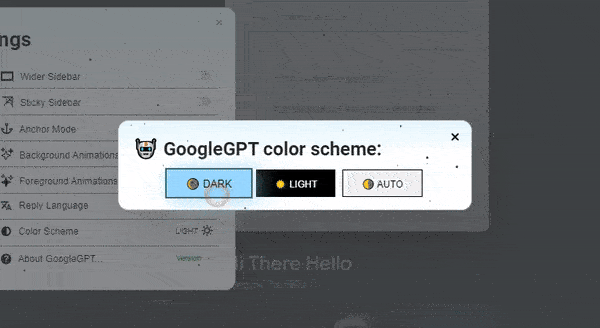 ngs
Wider Sidebar
Sticky Sidebar
Anchor Mode
Background Animations
Foreground Animations
Reply Language
Color Scheme LIGHT
About GoogleGPT... Version
GoogleGPT color scheme:
DARK LIGHT AUTO
There Hello